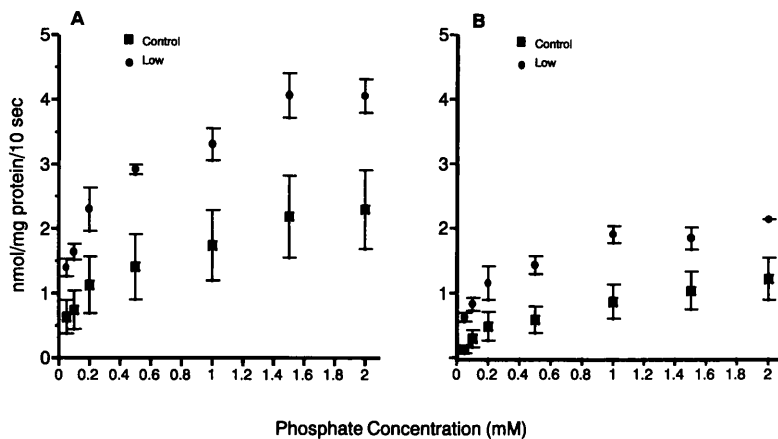 A
5
Control
Low
4
3
2
1
0
nmol/mg protein/10 sec
0 0.2 0.4 0.6 0.8 1 1.2 1.4 1.6 1.8 2
B
5
Control
Low
4
3
2
1
0 0.2 0.4 0.6 0.8 1 1.2 1.4 1.6 1.8 2
Phosphate Concentration (mM)